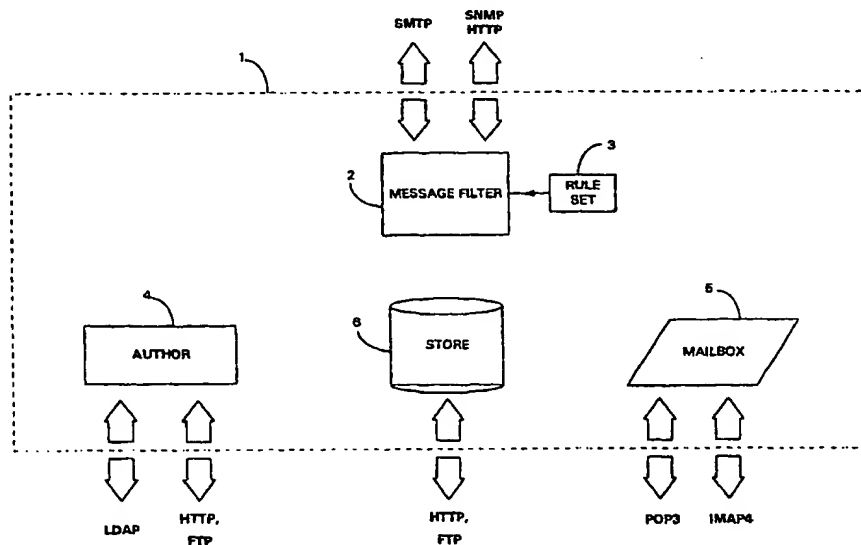 SMTP
SNMP
HTTP
1
2
MESSAGE FILTER
3
RULE
SET
4
AUTHOR
6
STORE
5
MAILBOX
LDAP
HTTP,
FTP
HTTP,
FTP
POP3
IMAP4